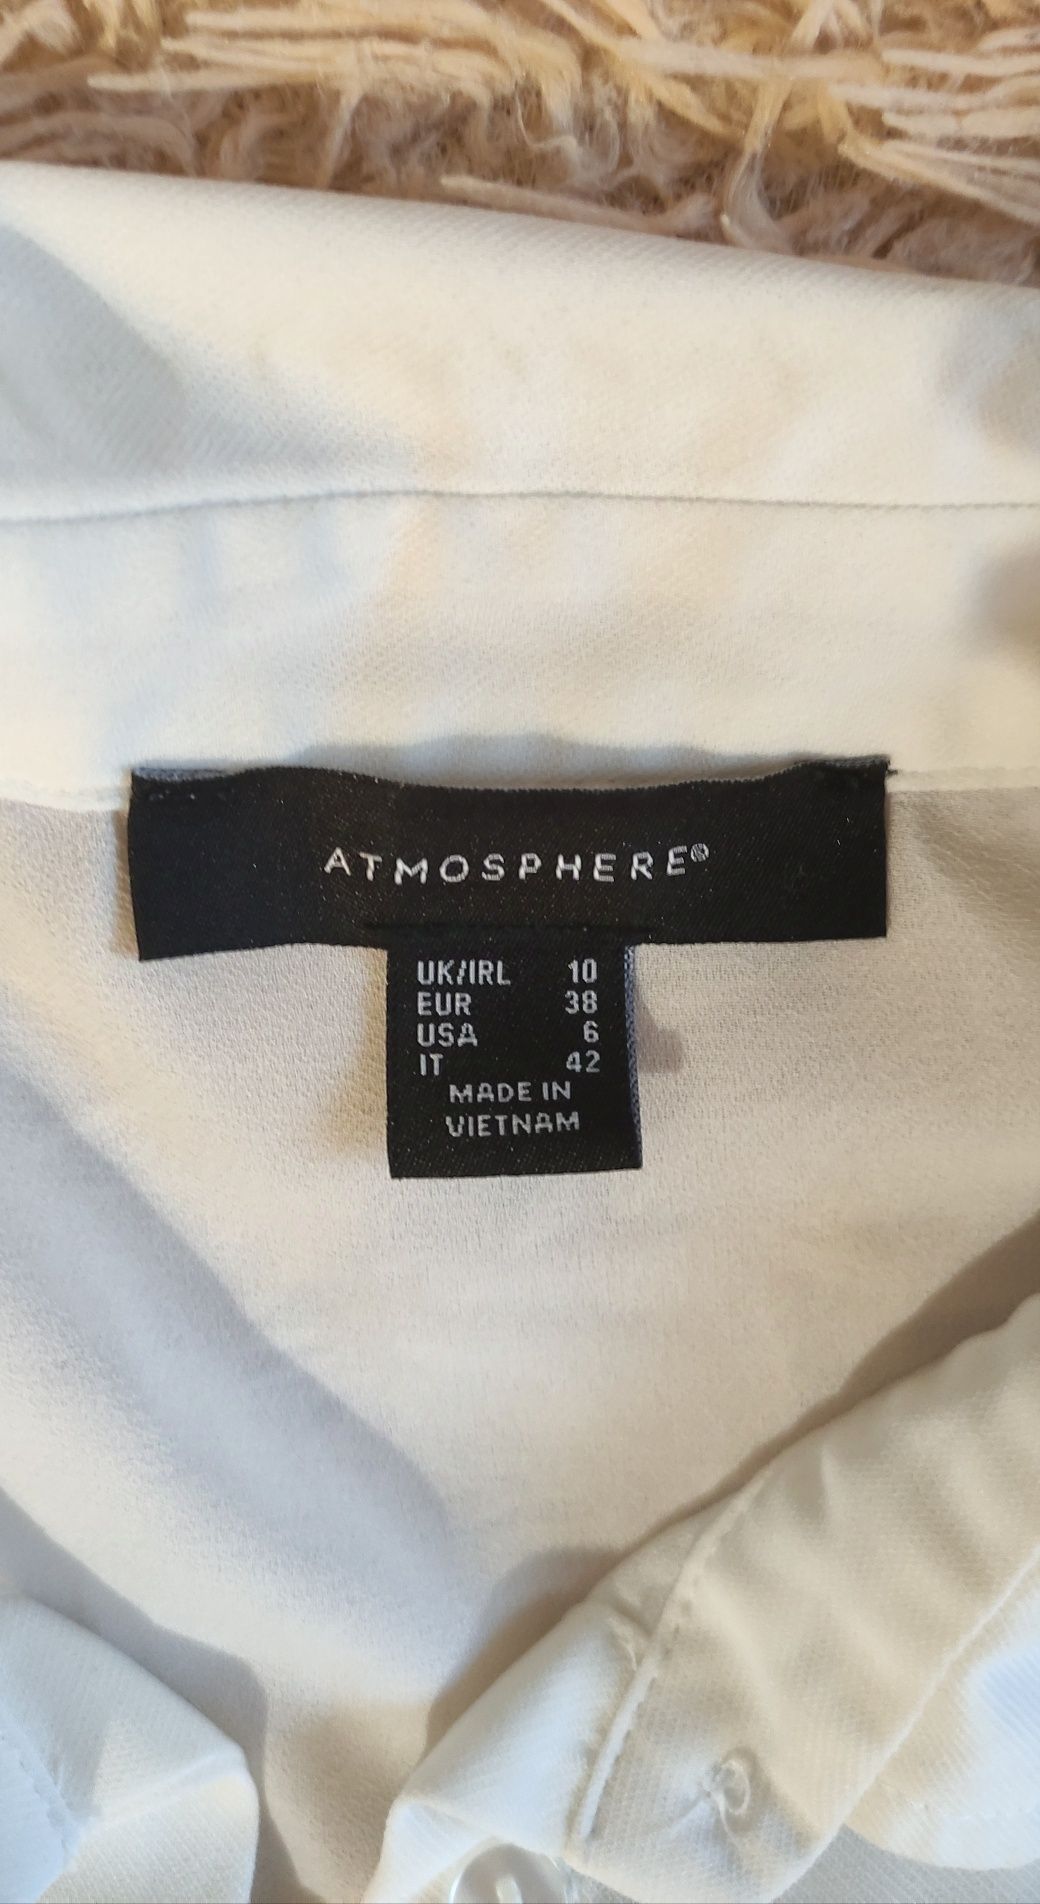 ATMOSPHERE®
UK/IRL 10
EUR 38
USA 6
IT 42
MADE IN
VIETNAM